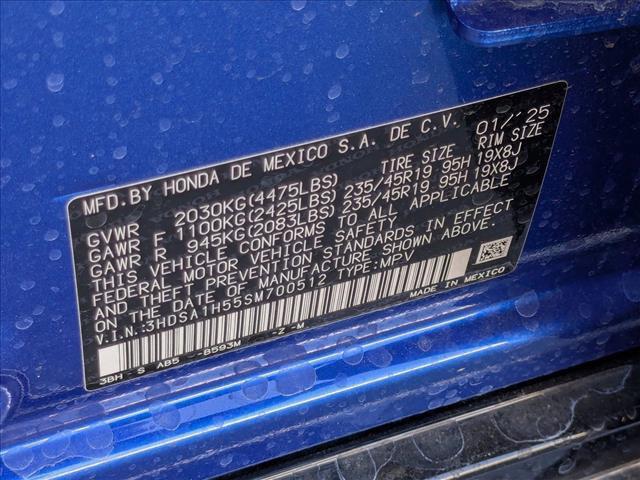 MFD.BY HONDA DE MEXICO S.A. DE C.V. 01/'25
TIRE SIZE RIM SIZE
GVWR 2030KG(4475LBS)
GAWR F 1100KG(2425LBS) 235/45R19 95H 19X8J
GAWR R 945KG(2083LBS) 235/45R19 95H 19X8J
THIS VEHICLE CONFORMS TO ALL APPLICABLE
FEDERAL MOTOR VEHICLE SAFETY AND
THEFT PREVENTION STANDARDS IN EFFECT
ON THE DATE OF MANUFACTURE SHOWN ABOVE.
V.I.N.:3HDSA1H55SM700512 TYPE:MPV
MADE IN MEXICO
3BH-S AB5 -B593M -Z-M